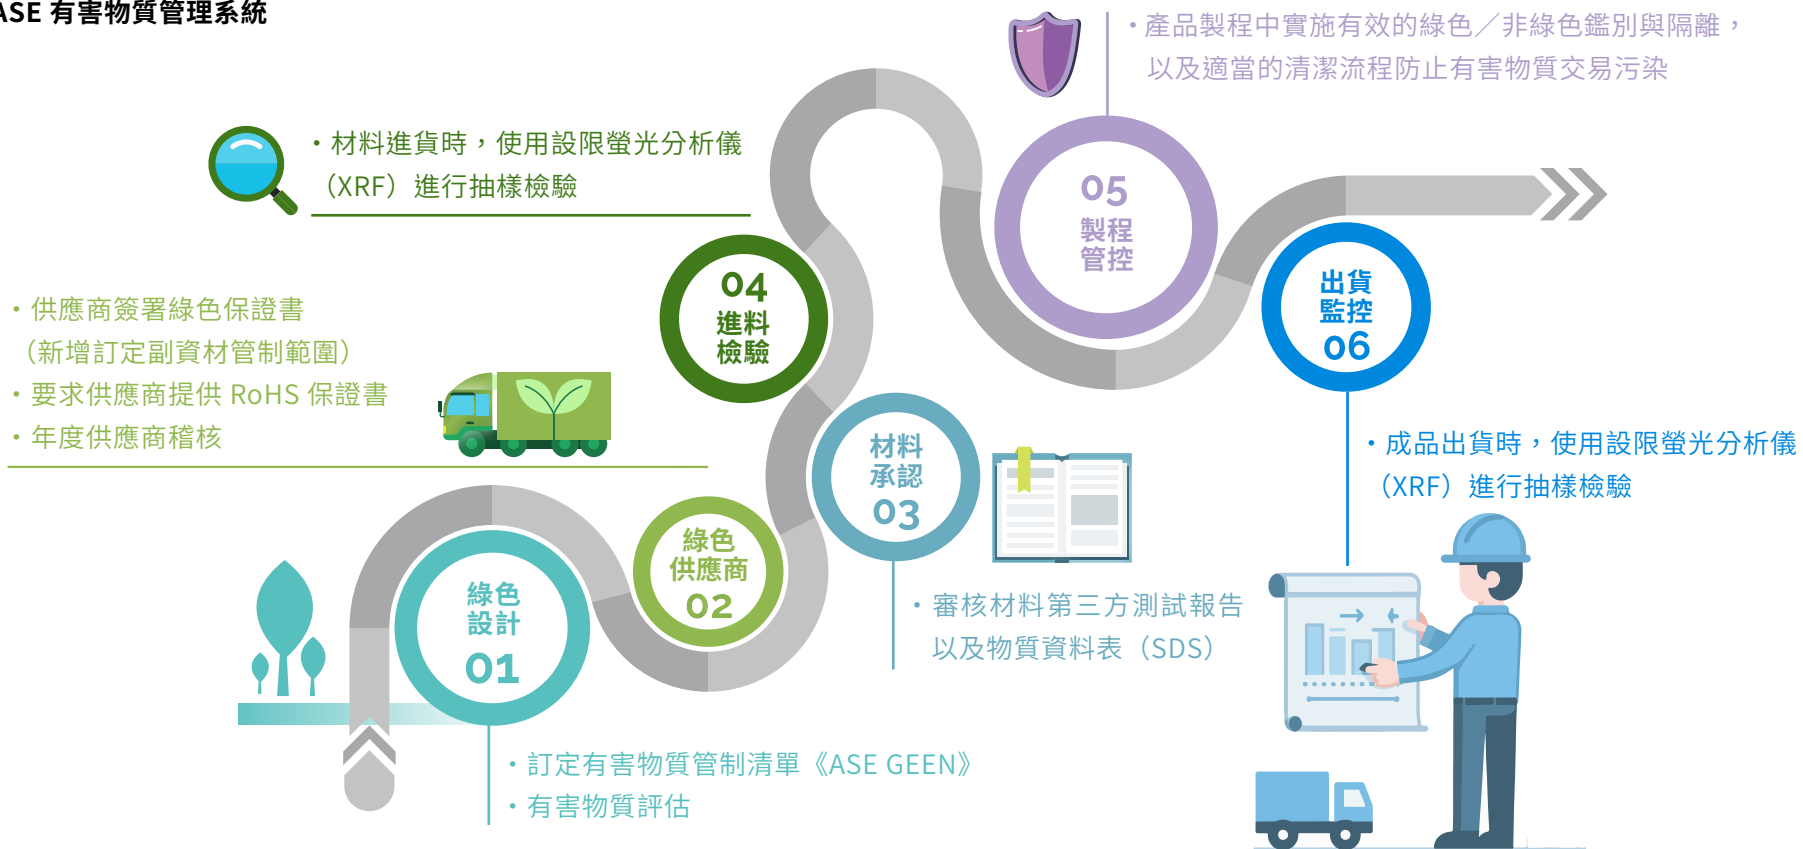 ASE 有害物質管理系統
綠色
設計
01
・訂定有害物質管制清單《ASE GEEN》
・有害物質評估
綠色
供應商
02
・供應商簽署綠色保證書
（新增訂定副資材管制範圍）
・要求供應商提供 RoHS 保證書
・年度供應商稽核
材料
承認
03
・審核材料第三方測試報告
以及物質資料表（SDS）
04
進料
檢驗
・材料進貨時，使用設限螢光分析儀
（XRF）進行抽樣檢驗
05
製程
管控
・產品製程中實施有效的綠色／非綠色鑑別與隔離，
以及適當的清潔流程防止有害物質交易污染
出貨
監控
06
・成品出貨時，使用設限螢光分析儀
（XRF）進行抽樣檢驗